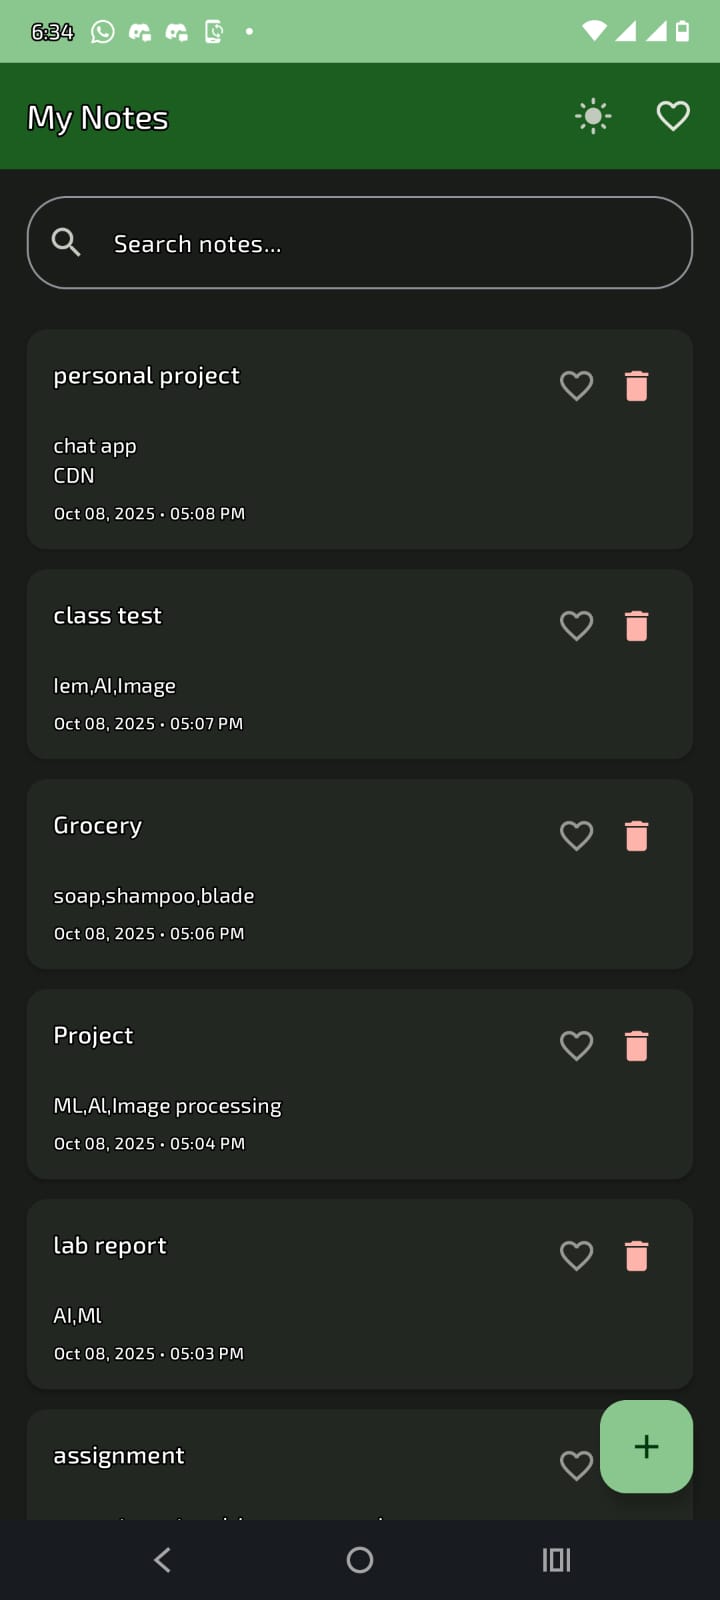 6:34
My Notes
Search notes...
personal project
chat app
CDN
Oct 08, 2025 • 05:08 PM
class test
Iem,AI,Image
Oct 08, 2025 • 05:07 PM
Grocery
soap,shampoo,blade
Oct 08, 2025 • 05:06 PM
Project
ML,AI,Image processing
Oct 08, 2025 • 05:04 PM
lab report
AI,Ml
Oct 08, 2025 • 05:03 PM
assignment